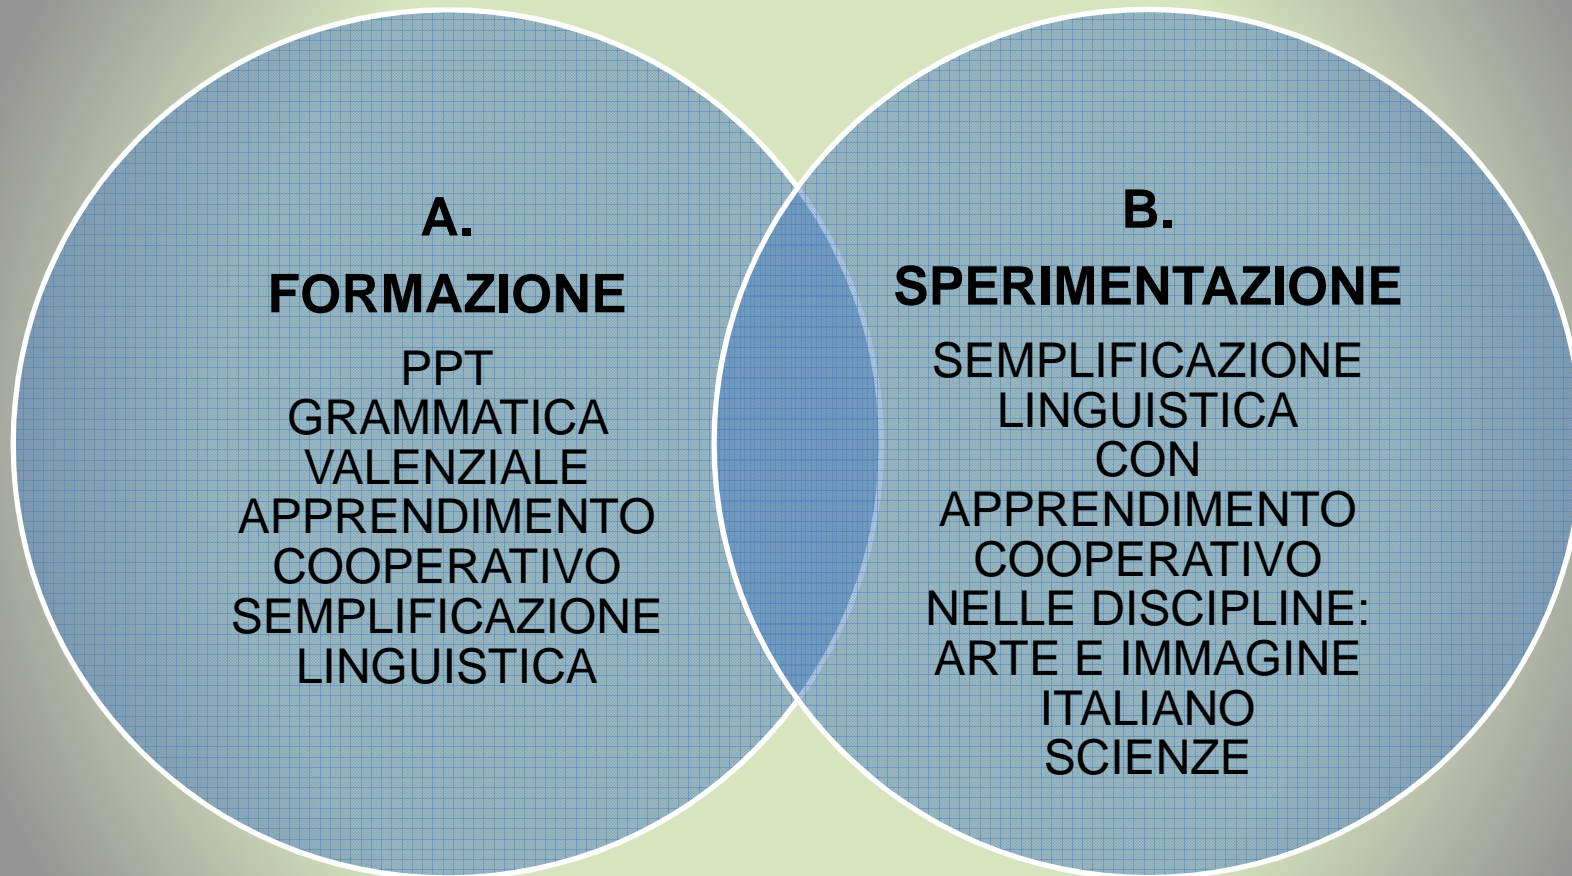 A.
FORMAZIONE
PPT
GRAMMATICA
VALENZIALE
APPRENDIMENTO
COOPERATIVO
SEMPLIFICAZIONE
LINGUISTICA
B.
SPERIMENTAZIONE
SEMPLIFICAZIONE
LINGUISTICA
CON
APPRENDIMENTO
COOPERATIVO
NELLE DISCIPLINE:
ARTE E IMMAGINE
ITALIANO
SCIENZE